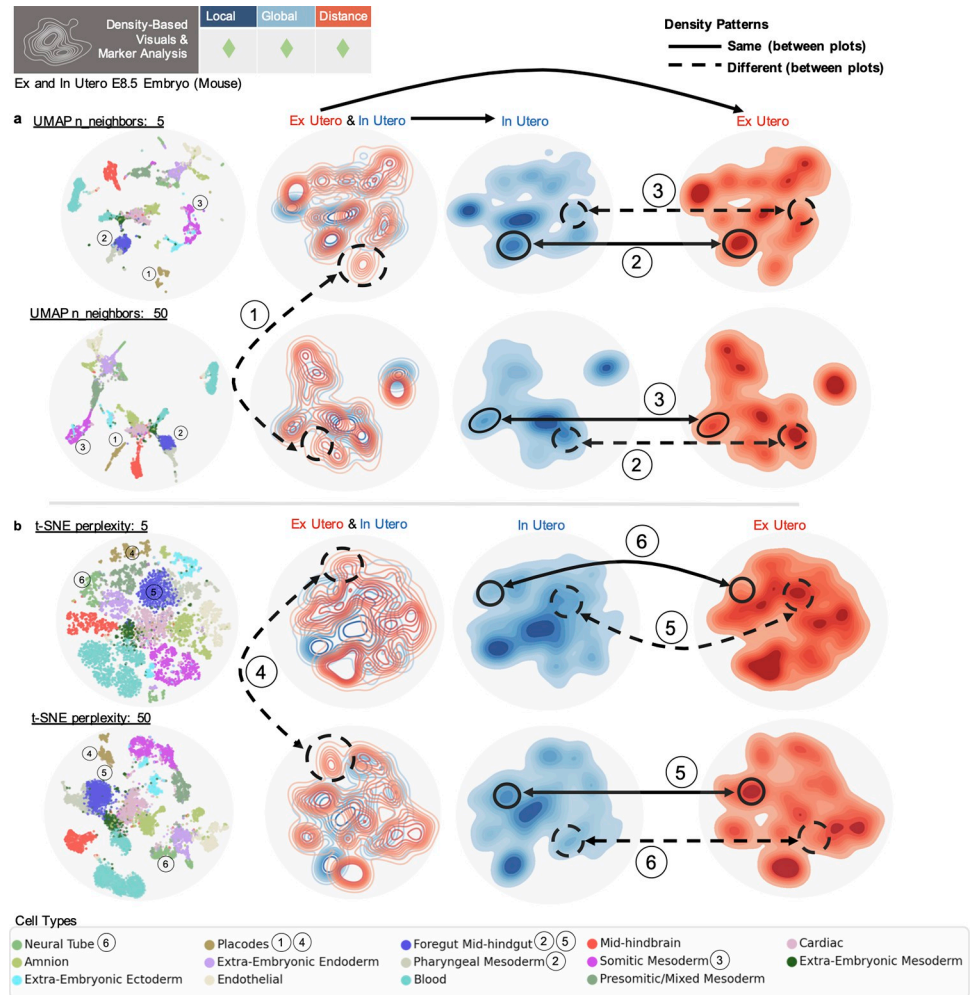 Density-Based
Visuals &
Marker Analysis
Local Global Distance
Ex and In Utero E8.5 Embryo (Mouse)
Density Patterns
Same (between plots)
Different (between plots)
a UMAP n_neighbors: 5
Ex Utero & In Utero
In Utero
Ex Utero
3
2
1
3
2
1
UMAP n_neighbors: 50
3
1
2
3
2
b t-SNE perplexity: 5
Ex Utero & In Utero
In Utero
Ex Utero
4
6
5
6
5
4
t-SNE perplexity: 50
4
5
6
5
6
Cell Types
Neural Tube 6 Placodes 1 4 Foregut Mid-hindgut 2 5 Mid-hindbrain Cardiac
Amnion Extra-Embryonic Endoderm Pharyngeal Mesoderm 2 Somitic Mesoderm 3 Extra-Embryonic Mesoderm
Extra-Embryonic Ectoderm Endothelial Blood Presomitic/Mixed Mesoderm